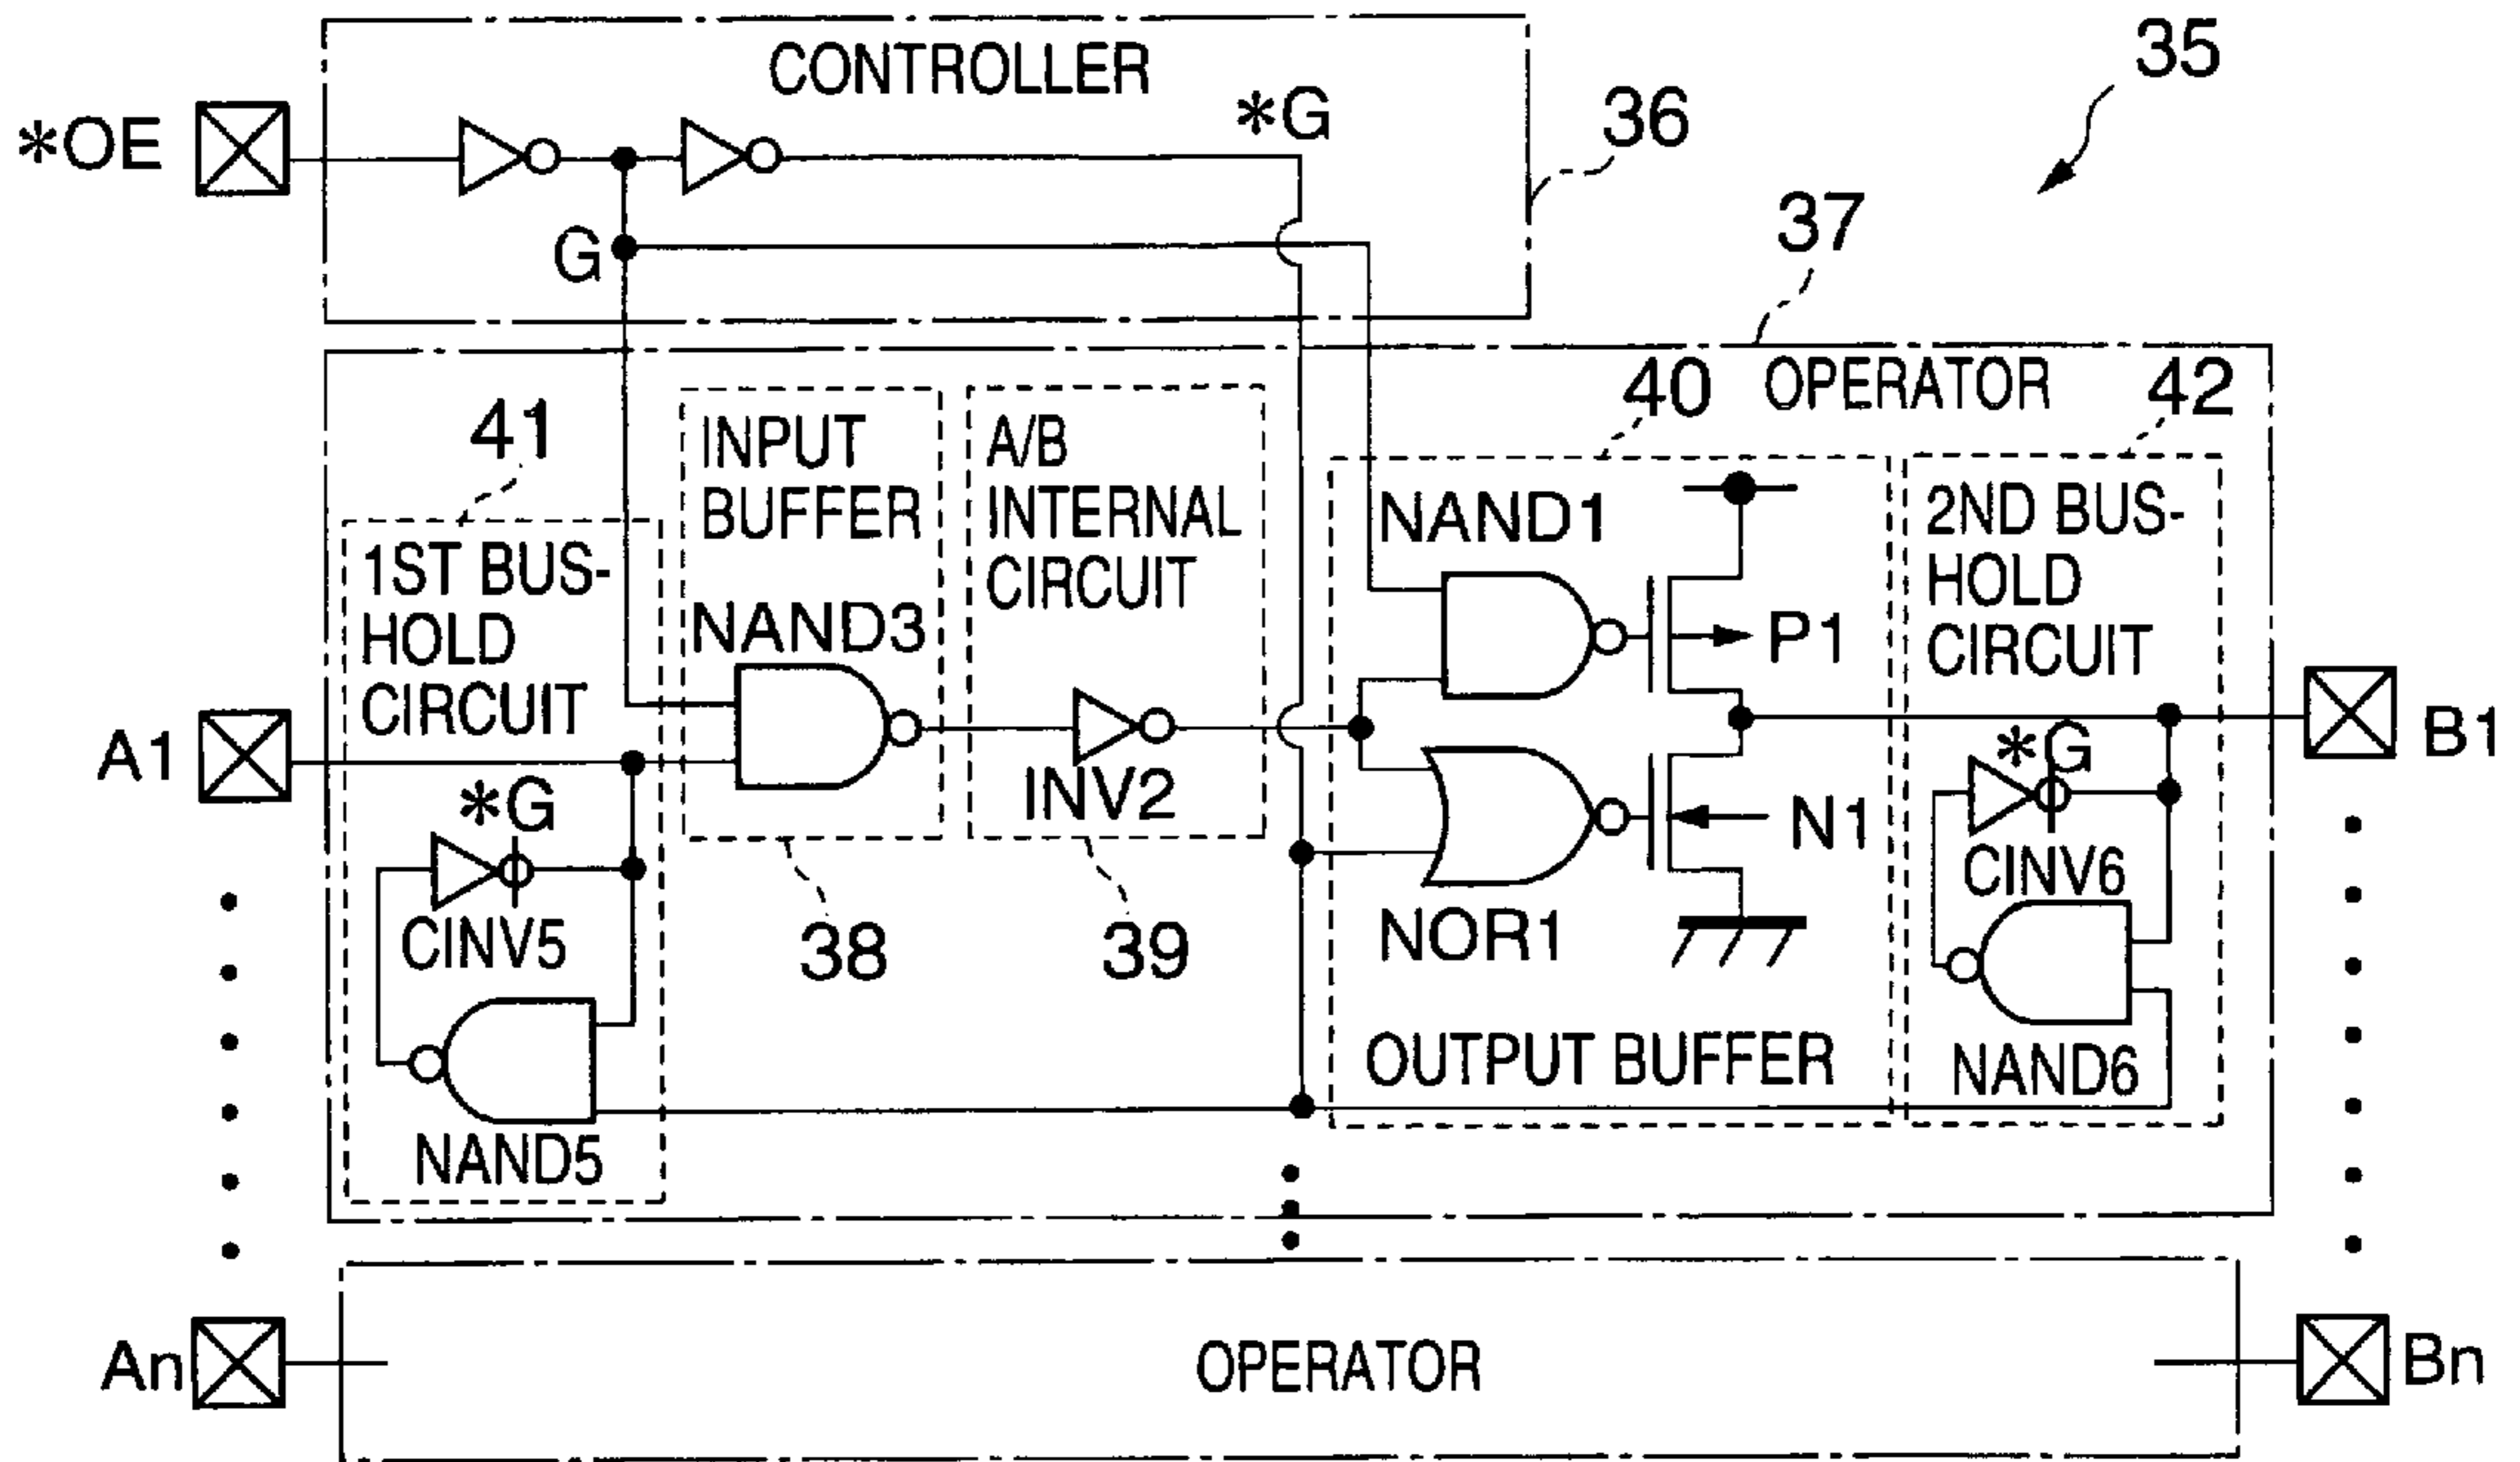 CONTROLLER
35
*OE
*G
36
G
37
40
OPERATOR
42
41
INPUT
BUFFER
A/B
INTERNAL
CIRCUIT
NAND1
2ND BUS-
HOLD
CIRCUIT
1ST BUS-
HOLD
CIRCUIT
NAND3
P1
A1
*G
INV2
N1
*G
B1
CINV5
CINV6
38
39
NOR1
OUTPUT BUFFER
NAND6
NAND5
An
OPERATOR
Bn